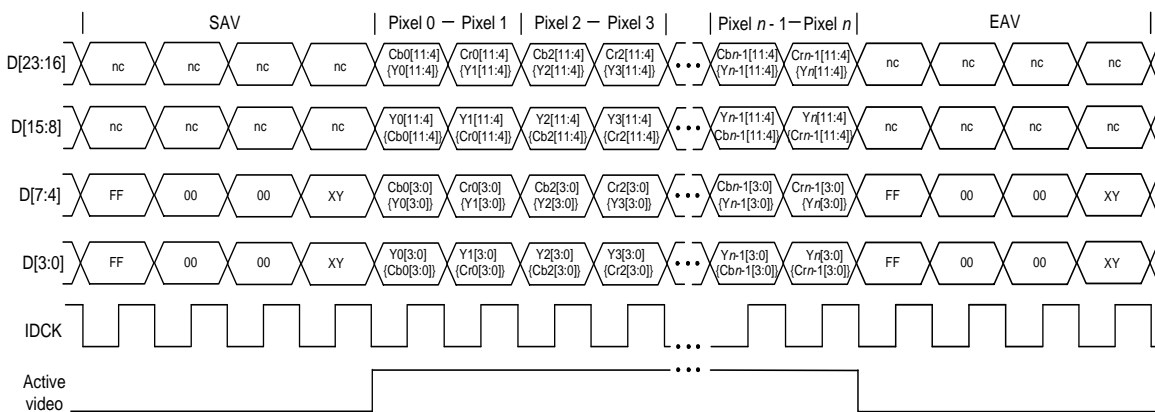 SAV Pixel 0 – Pixel 1 Pixel 2 – Pixel 3 Pixel n - 1 – Pixel n EAV
D[23:16] nc nc nc nc Cb0[11:4] Cr0[11:4] Cb2[11:4] Cr2[11:4] ••• Cbn-1[11:4] Crn-1[11:4] nc nc nc nc
{Y0[11:4]} {Y1[11:4]} {Y2[11:4]} {Y3[11:4]} {Yn-1[11:4]} {Yn[11:4]}
D[15:8] nc nc nc nc Y0[11:4] Y1[11:4] Y2[11:4] Y3[11:4] ••• Yn-1[11:4] Yn[11:4] nc nc nc nc
{Cb0[11:4]} {Cr0[11:4]} {Cb2[11:4]} {Cr2[11:4]} Cbn-1[11:4]} {Crn-1[11:4]}
D[7:4] FF 00 00 XY Cb0[3:0] Cr0[3:0] Cb2[3:0] Cr2[3:0] ••• Cbn-1[3:0] Crn-1[3:0] FF 00 00 XY
{Y0[3:0]} {Y1[3:0]} {Y2[3:0]} {Y3[3:0]} {Yn-1[3:0]} {Yn[3:0]}
D[3:0] FF 00 00 XY Y0[3:0] Y1[3:0] Y2[3:0] Y3[3:0] ••• Yn-1[3:0] Yn[3:0] FF 00 00 XY
{Cb0[3:0]} {Cr0[3:0]} {Cb2[3:0]} {Cr2[3:0]} {Cbn-1[3:0]} {Crn-1[3:0]}
IDCK •••
Active •••
video